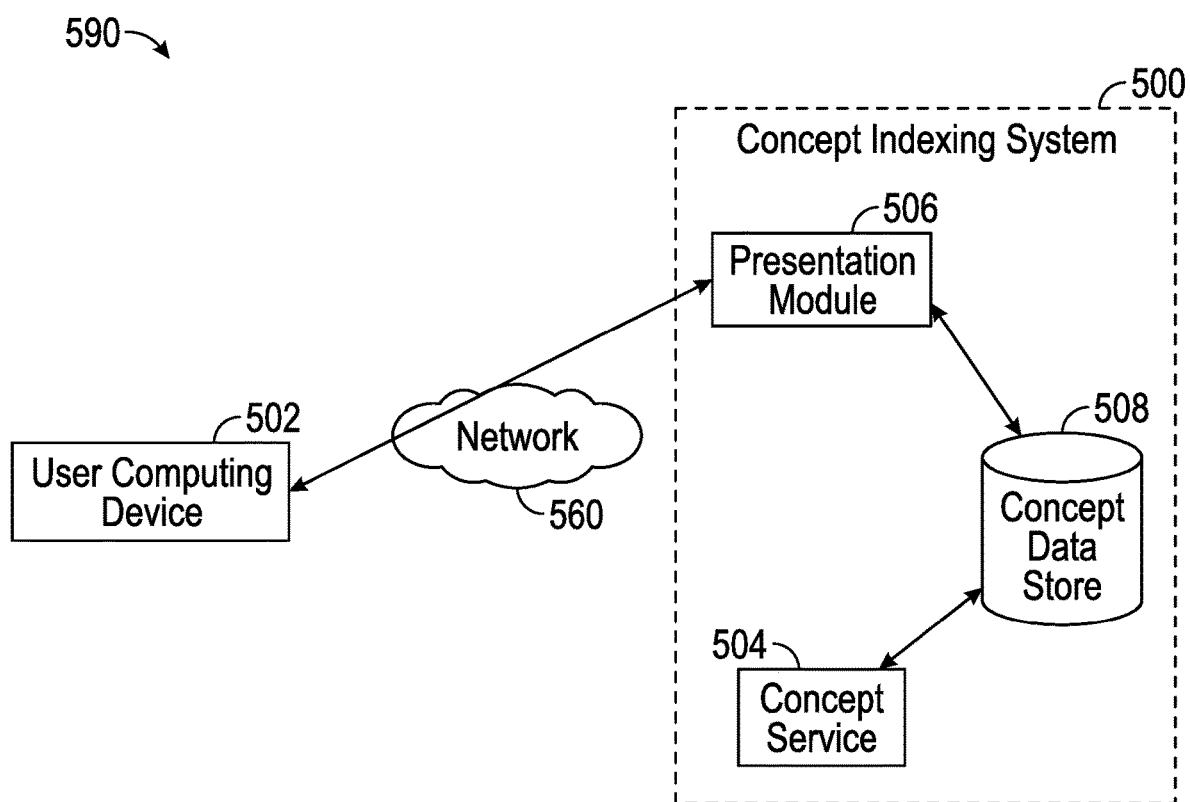 590
500
Concept Indexing System
506
Presentation
Module
502
User Computing
Device
Network
560
508
Concept
Data
Store
504
Concept
Service